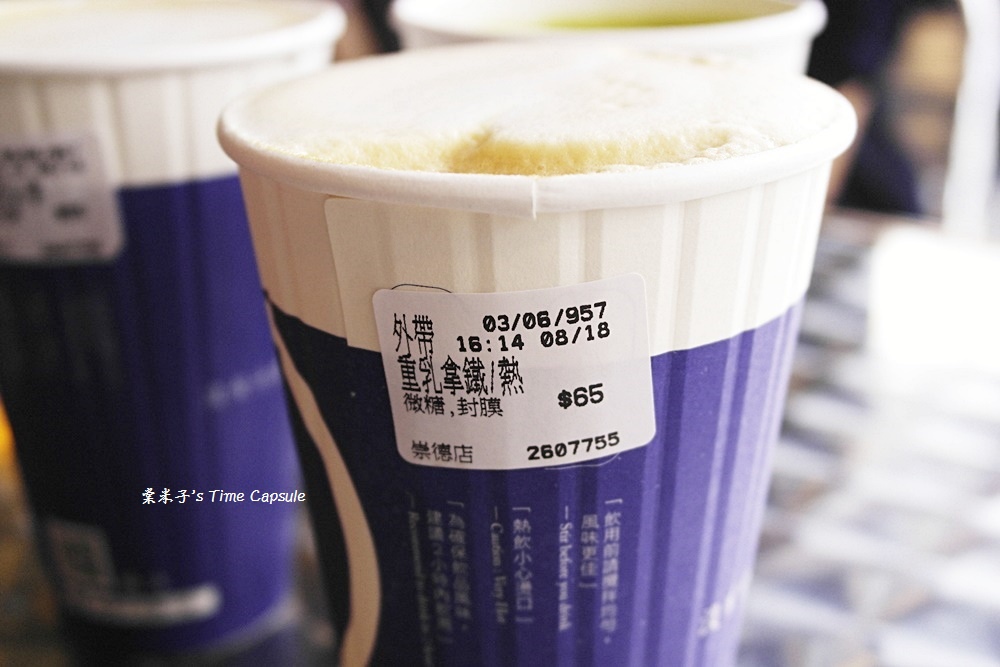 外帶 03/06/957
16:14 08/18
重乳拿鐵/熱
微糖,封膜 $65
崇德店 2607755
「飲用前請攪拌均勻,
風味更佳」
— Stir before you drink
「熱飲小心燙口」
— Caution Very Hot
「為確保飲品風味,
建議2小時內飲用」
粟米子's Time Capsule